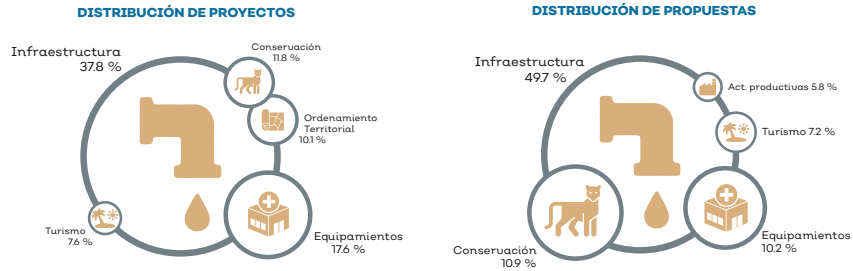 DISTRIBUCIÓN DE PROYECTOS
Infraestructura
37.8 %
Conservación
11.8 %
Ordenamiento
Territorial
10.1 %
Equipamientos
17.6 %
Turismo
7.6 %
DISTRIBUCIÓN DE PROPUESTAS
Infraestructura
49.7 %
Act. productivas 5.8 %
Turismo 7.2 %
Equipamientos
10.2 %
Conservación
10.9 %